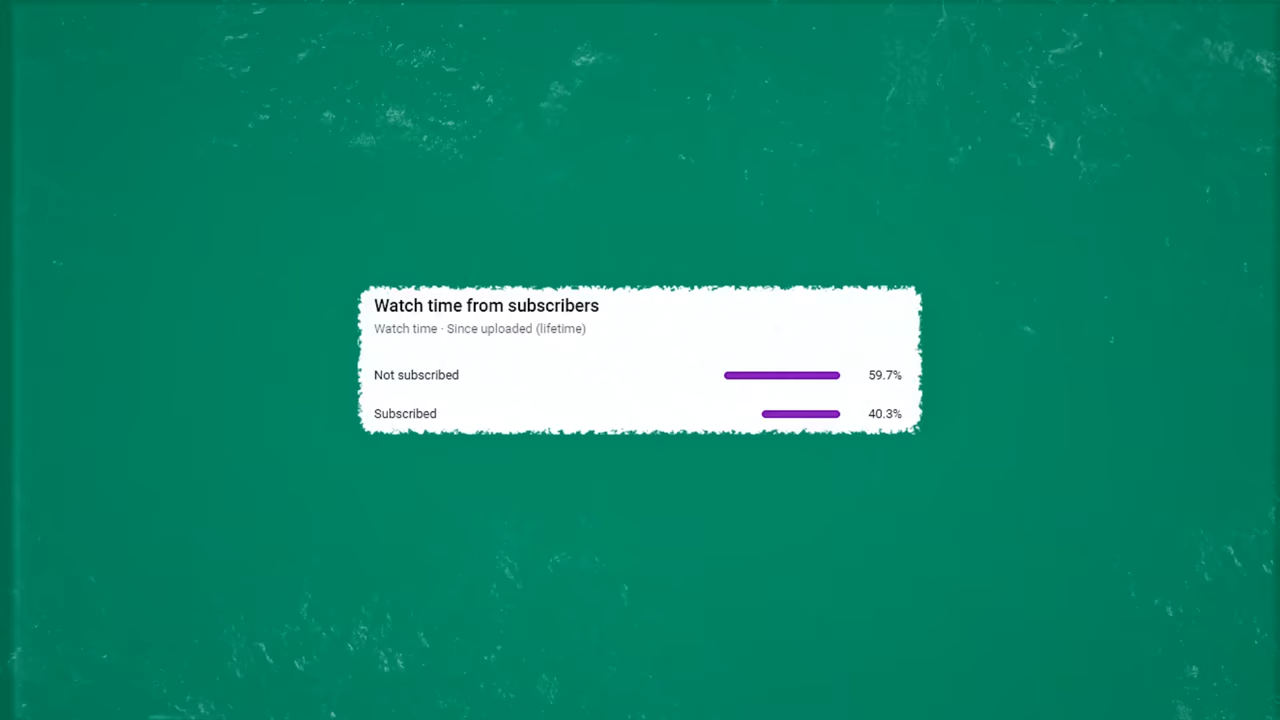 Watch time from subscribers
Watch time · Since uploaded (lifetime)
Not subscribed 59.7%
Subscribed 40.3%